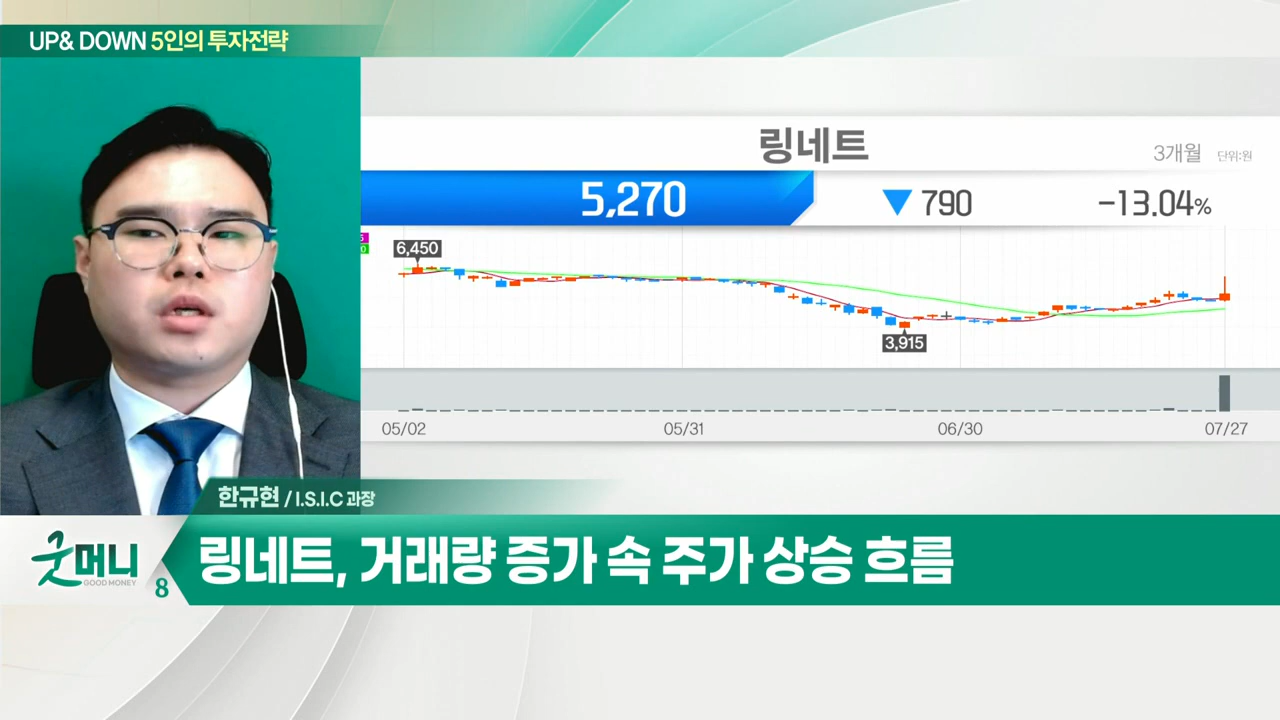 UP& DOWN 5인의 투자전략
링네트
3개월 단위:원
5,270 ▼ 790 -13.04%
6,450
3,915
05/02 05/31 06/30 07/27
한규현 / I.S.I.C 과장
굿머니
GOOD MONEY
8
링네트, 거래량 증가 속 주가 상승 흐름